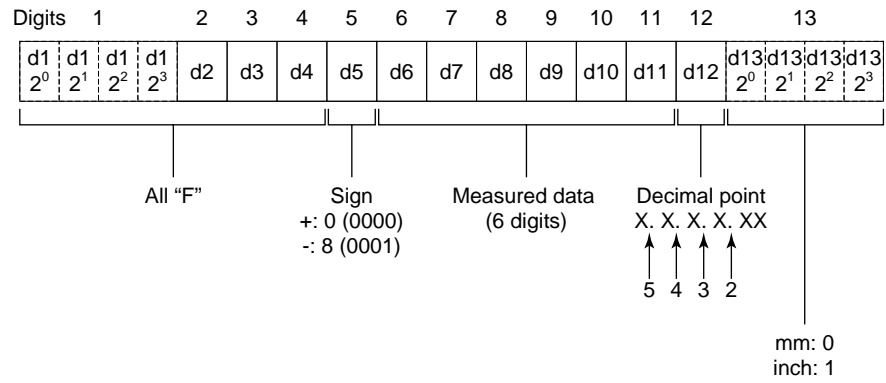 Digits 1 2 3 4 5 6 7 8 9 10 11 12 13
d1 d1 d1 d1 d2 d3 d4 d5 d6 d7 d8 d9 d10 d11 d12 d13 d13 d13 d13
2⁰ 2¹ 2² 2³ 2⁰ 2¹ 2² 2³
All “F” Sign Measured data Decimal point
+: 0 (0000) (6 digits) X. X. X. X. XX
-: 8 (0001)
5 4 3 2
mm: 0
inch: 1